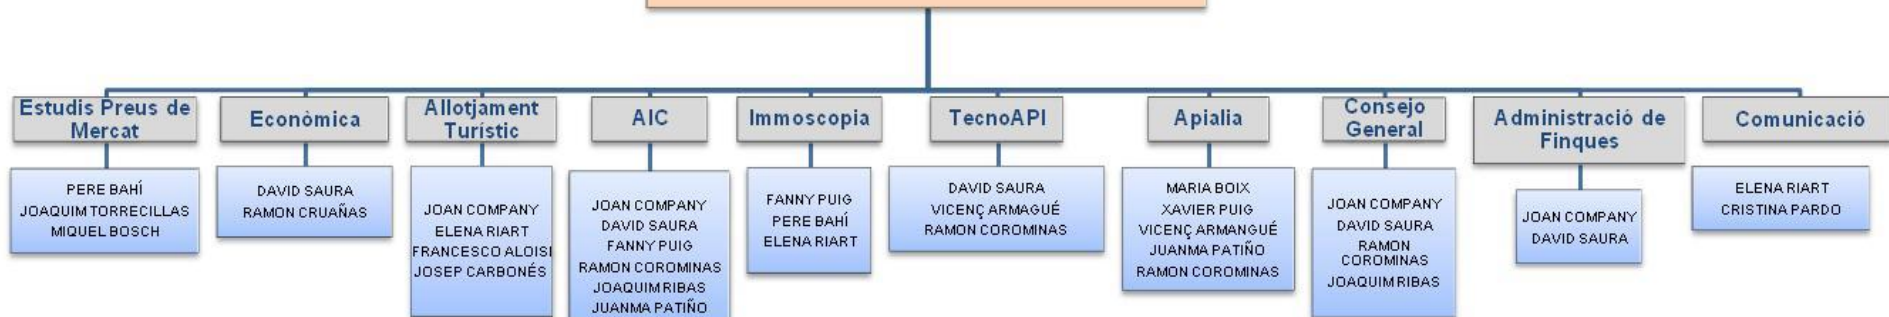 Estudis Preus de
Mercat
Econòmica
Allotjament
Turístic
AIC
Immoscopia
TecnoAPI
Apialia
Consejo
General
Administració de
Finques
Comunicació
PERE BAHÍ
JOAQUIM TORRECILLAS
MIQUEL BOSCH
DAVID SAURA
RAMON CRUAÑAS
JOAN COMPANY
ELENA RIART
FRANCESCO ALOISI
JOSEP CARBONÉS
JOAN COMPANY
DAVID SAURA
FANNY PUIG
RAMON COROMINAS
JOAQUIM RIBAS
JUANMA PATIÑO
FANNY PUIG
PERE BAHÍ
ELENA RIART
DAVID SAURA
VICENÇ ARMAGUÉ
RAMON COROMINAS
MARIA BOIX
XAVIER PUIG
VICENÇ ARMANGUÉ
JUANMA PATIÑO
RAMON COROMINAS
JOAN COMPANY
DAVID SAURA
RAMON
COROMINAS
JOAQUIM RIBAS
JOAN COMPANY
DAVID SAURA
ELENA RIART
CRISTINA PARDO